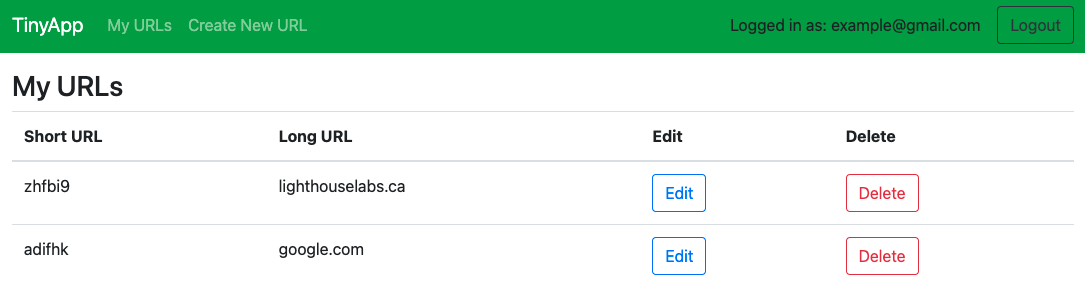 TinyApp My URLs Create New URL Logged in as: example@gmail.com Logout
My URLs
Short URL Long URL Edit Delete
zhfbi9 lighthouselabs.ca Edit Delete
adifhk google.com Edit Delete